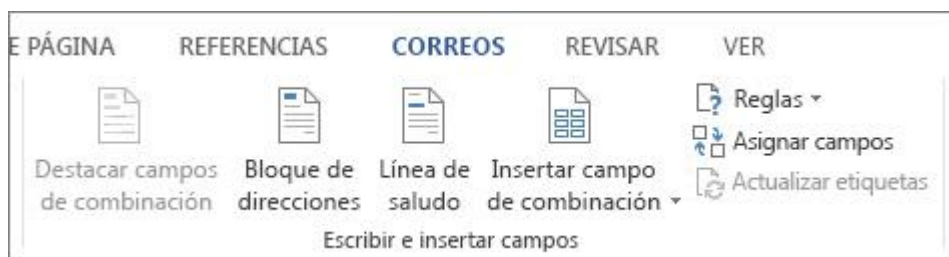 E PÁGINA REFERENCIAS CORREOS REVISAR VER
Destacar campos
de combinación
Bloque de
direcciones
Línea de
saludo
Insertar campo
de combinación
Reglas
Asignar campos
Actualizar etiquetas
Escribir e insertar campos